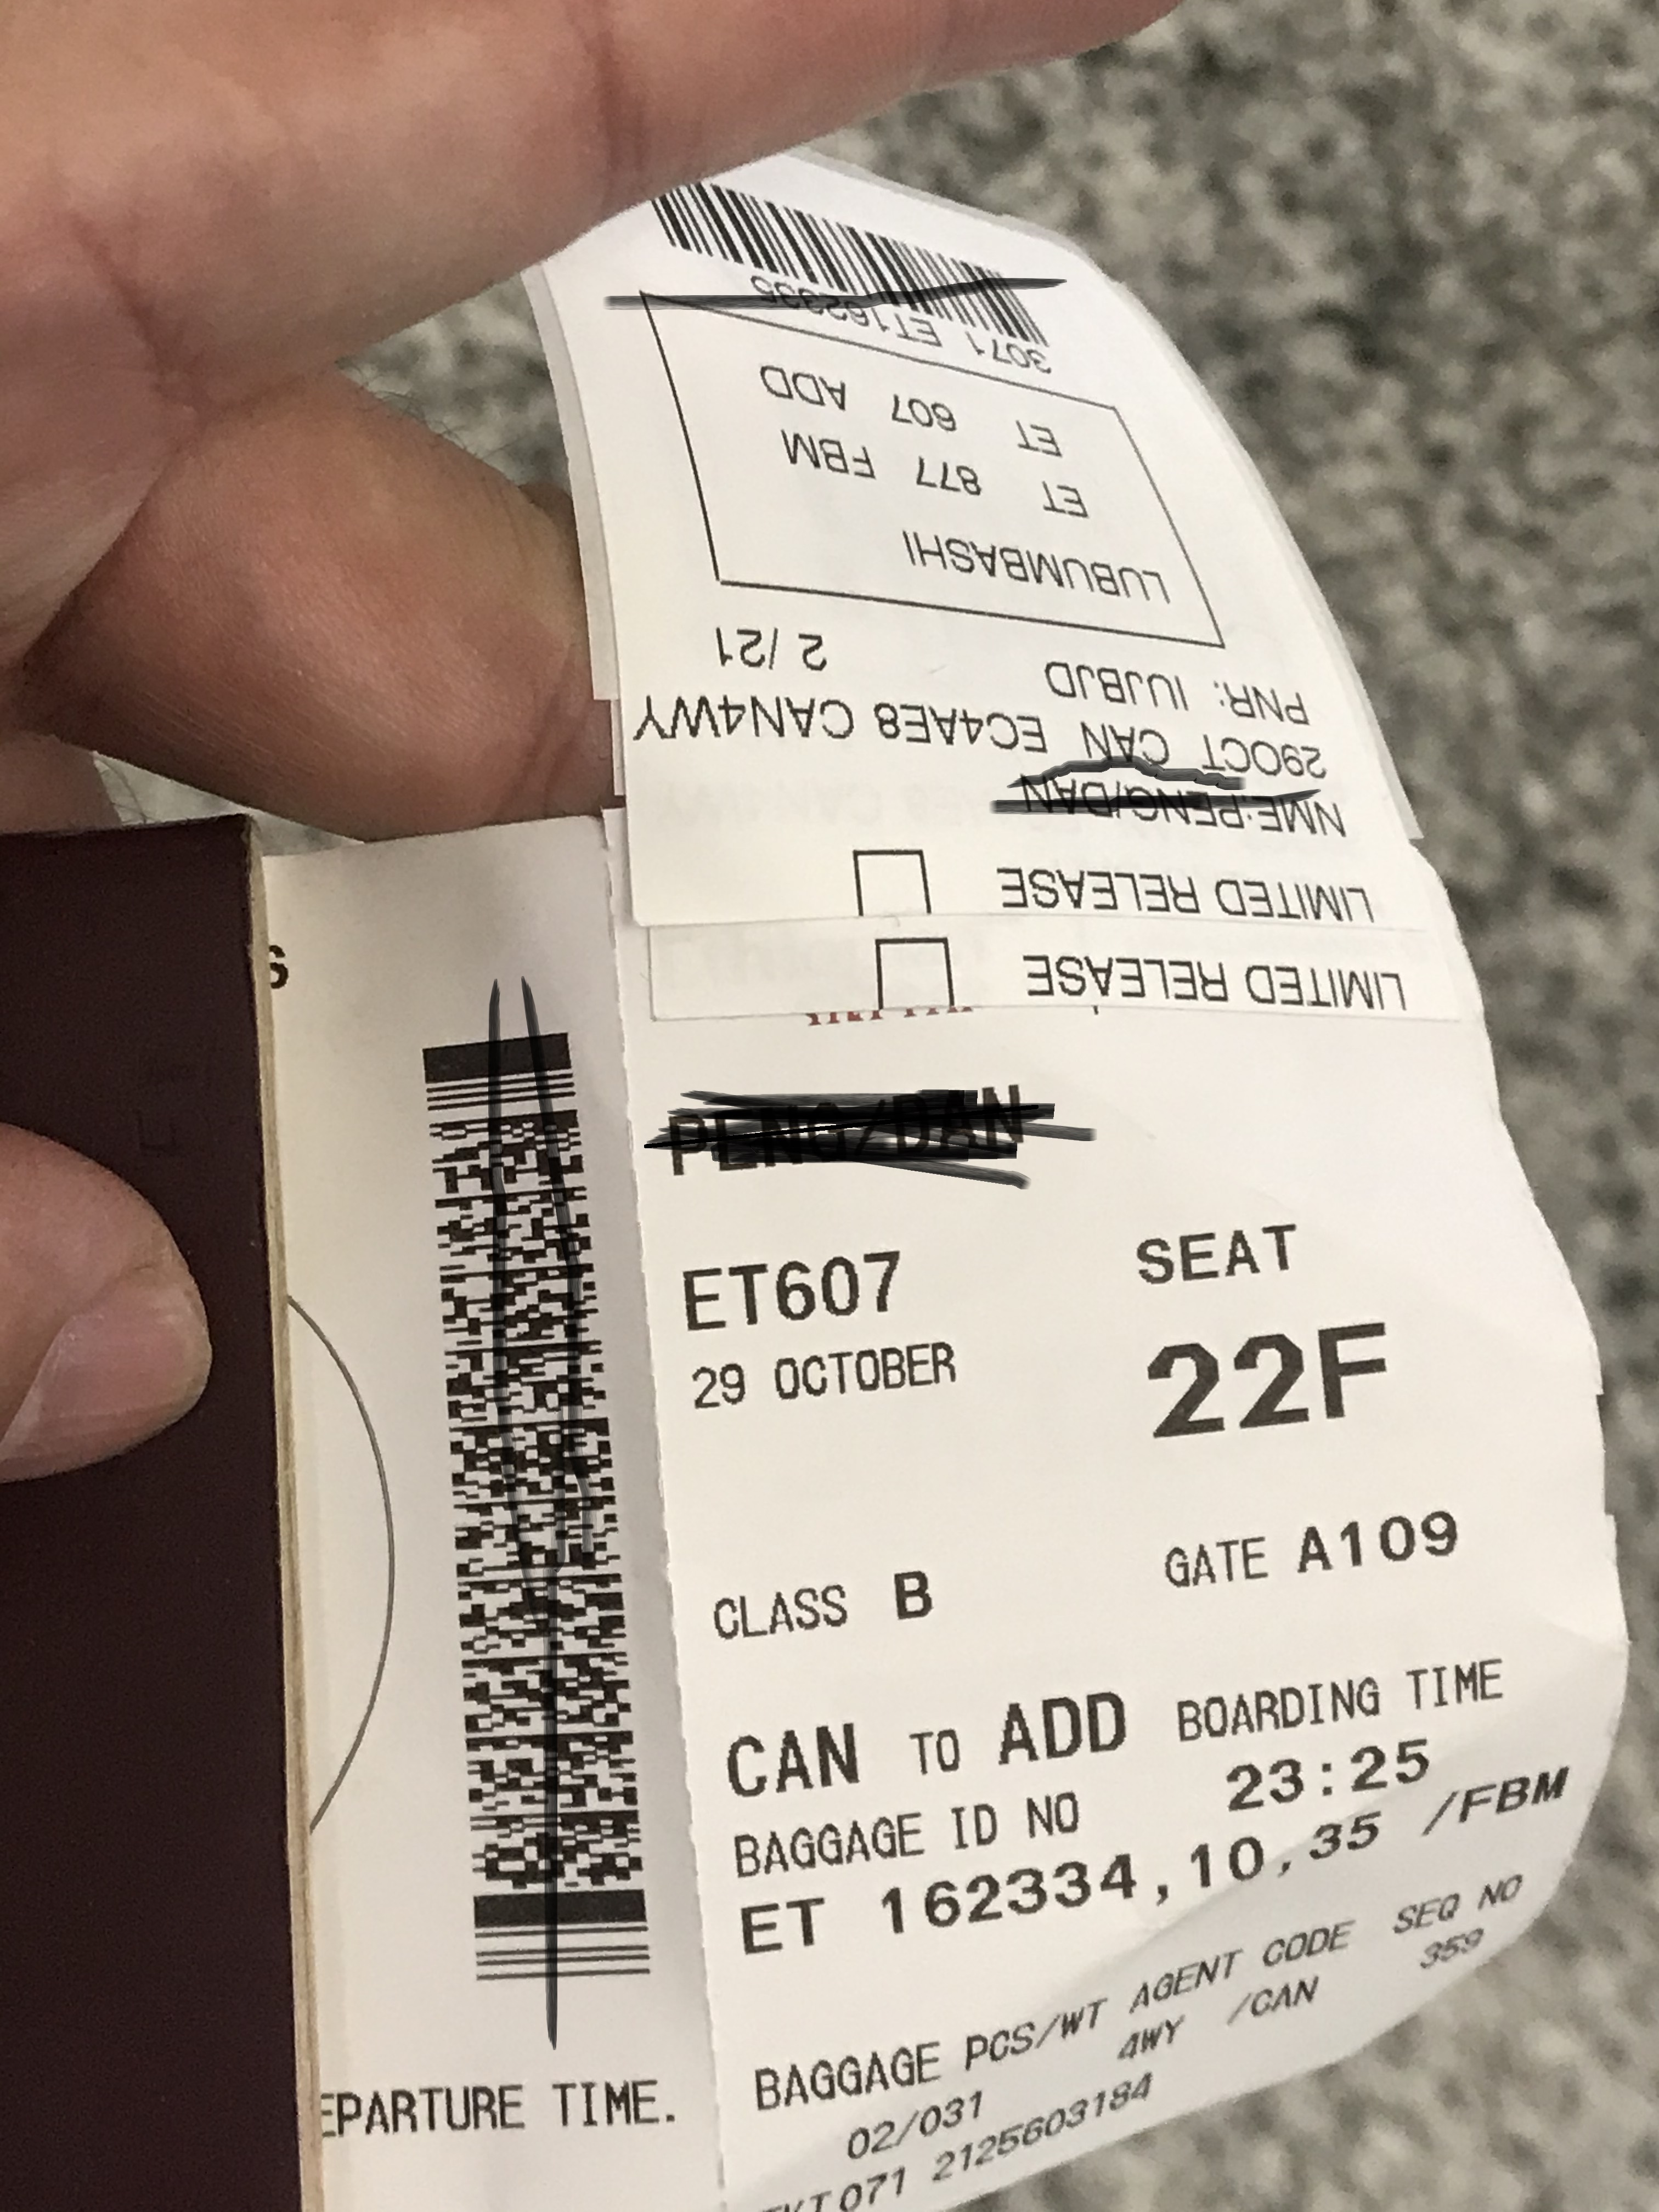 LIMITED RELEASE
LIMITED RELEASE
NME:
29OCT CAN EC4AE8 CAN4WY
PNR: IUJBJD 2 /21
LUBUMBASHI
ET 877 FBM
ET 607 ADD
3071
ET607 SEAT
29 OCTOBER 22F
CLASS B GATE A109
CAN TO ADD BOARDING TIME
23:25
BAGGAGE ID NO
ET 162334,10,35 /FBM
BAGGAGE PCS/WT AGENT CODE SEQ NO
02/031 4WY /CAN 359
071 2125603184
EPARTURE TIME.